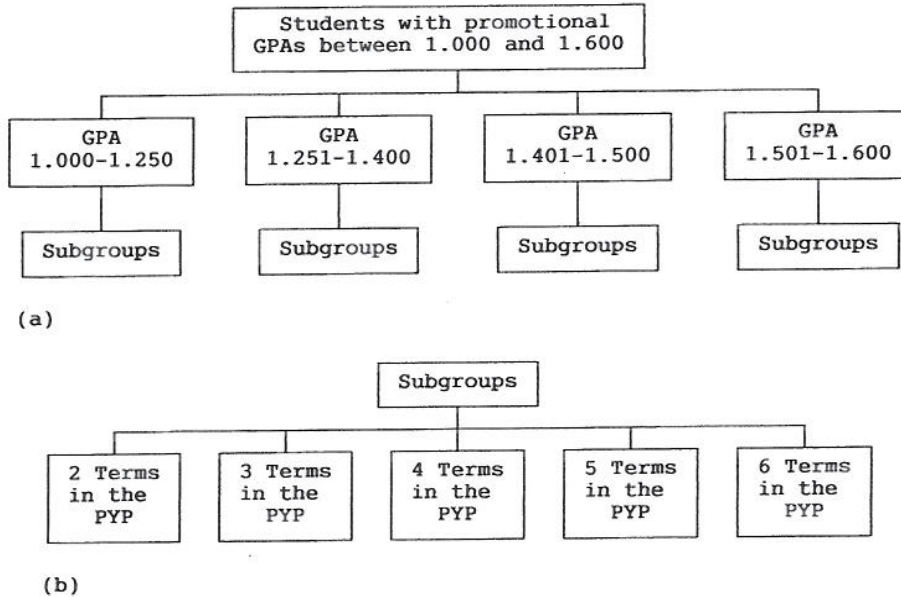 Students with promotional
GPAs between 1.000 and 1.600
GPA
1.000-1.250
GPA
1.251-1.400
GPA
1.401-1.500
GPA
1.501-1.600
Subgroups
Subgroups
Subgroups
Subgroups
(a)
Subgroups
2 Terms
in the
PYP
3 Terms
in the
PYP
4 Terms
in the
PYP
5 Terms
in the
PYP
6 Terms
in the
PYP
(b)